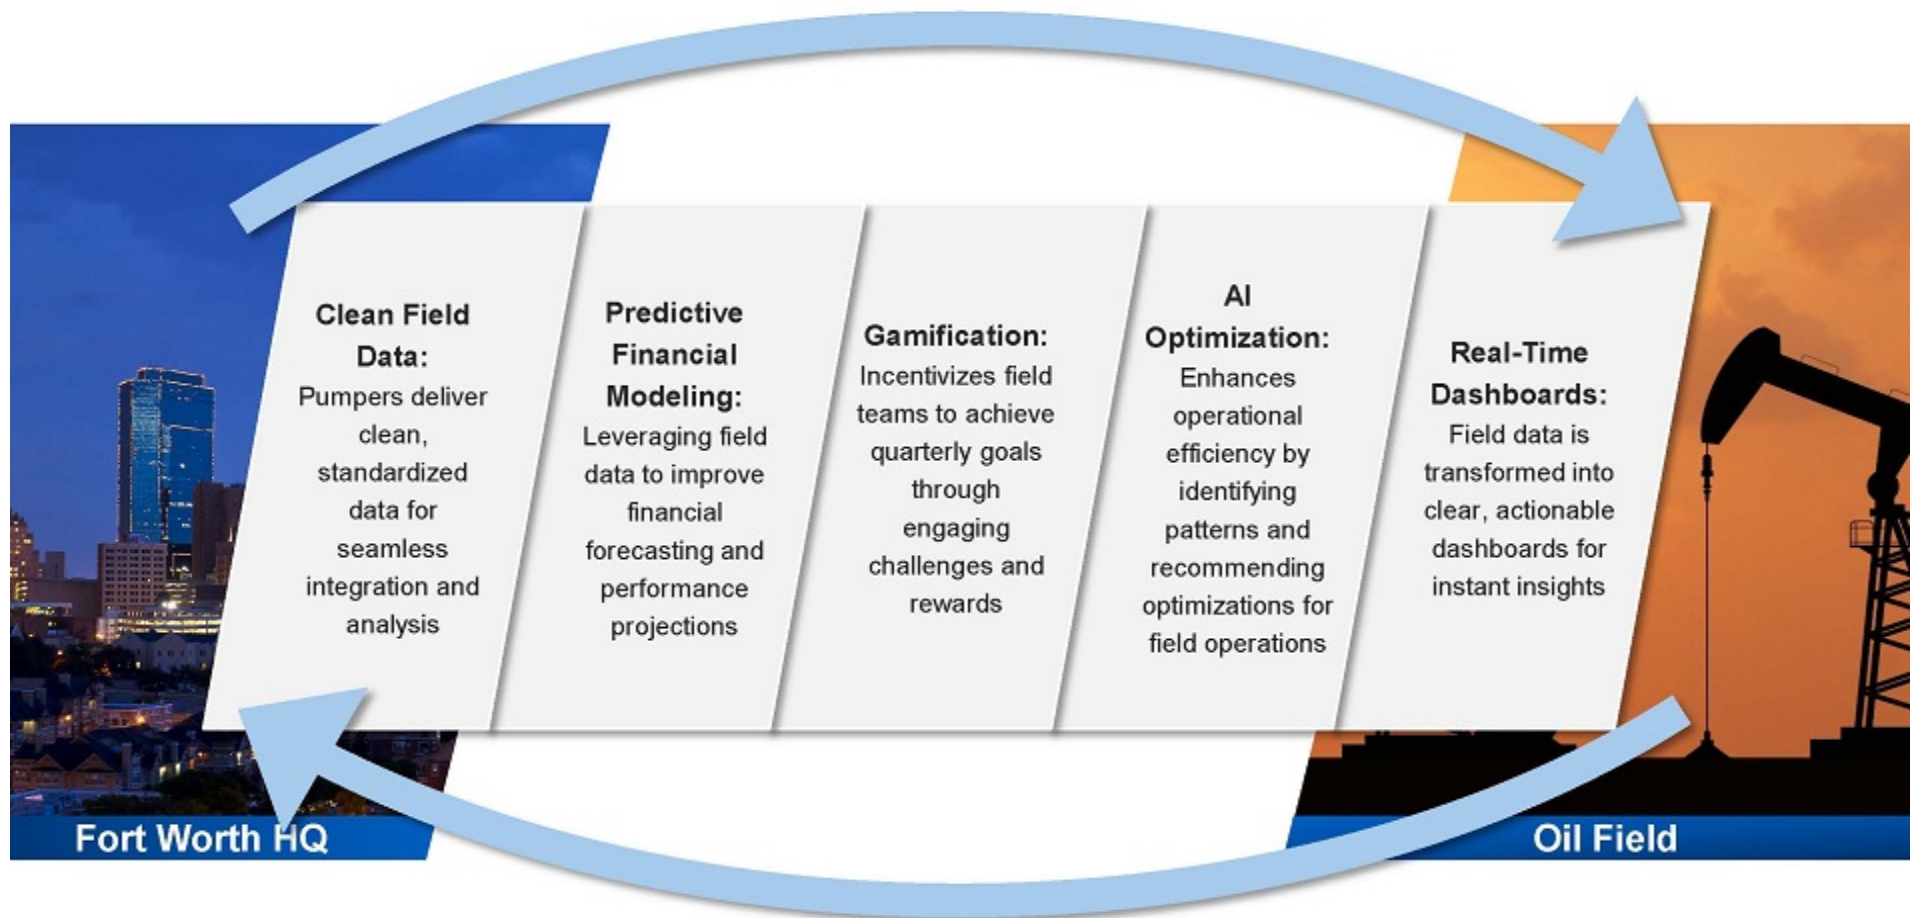 Clean Field
Data:
Pumpers deliver
clean,
standardized
data for
seamless
integration and
analysis
Predictive
Financial
Modeling:
Leveraging field
data to improve
financial
forecasting and
performance
projections
Gamification:
Incentivizes field
teams to achieve
quarterly goals
through
engaging
challenges and
rewards
AI
Optimization:
Enhances
operational
efficiency by
identifying
patterns and
recommending
optimizations for
field operations
Real-Time
Dashboards:
Field data is
transformed into
clear, actionable
dashboards for
instant insights
Fort Worth HQ
Oil Field